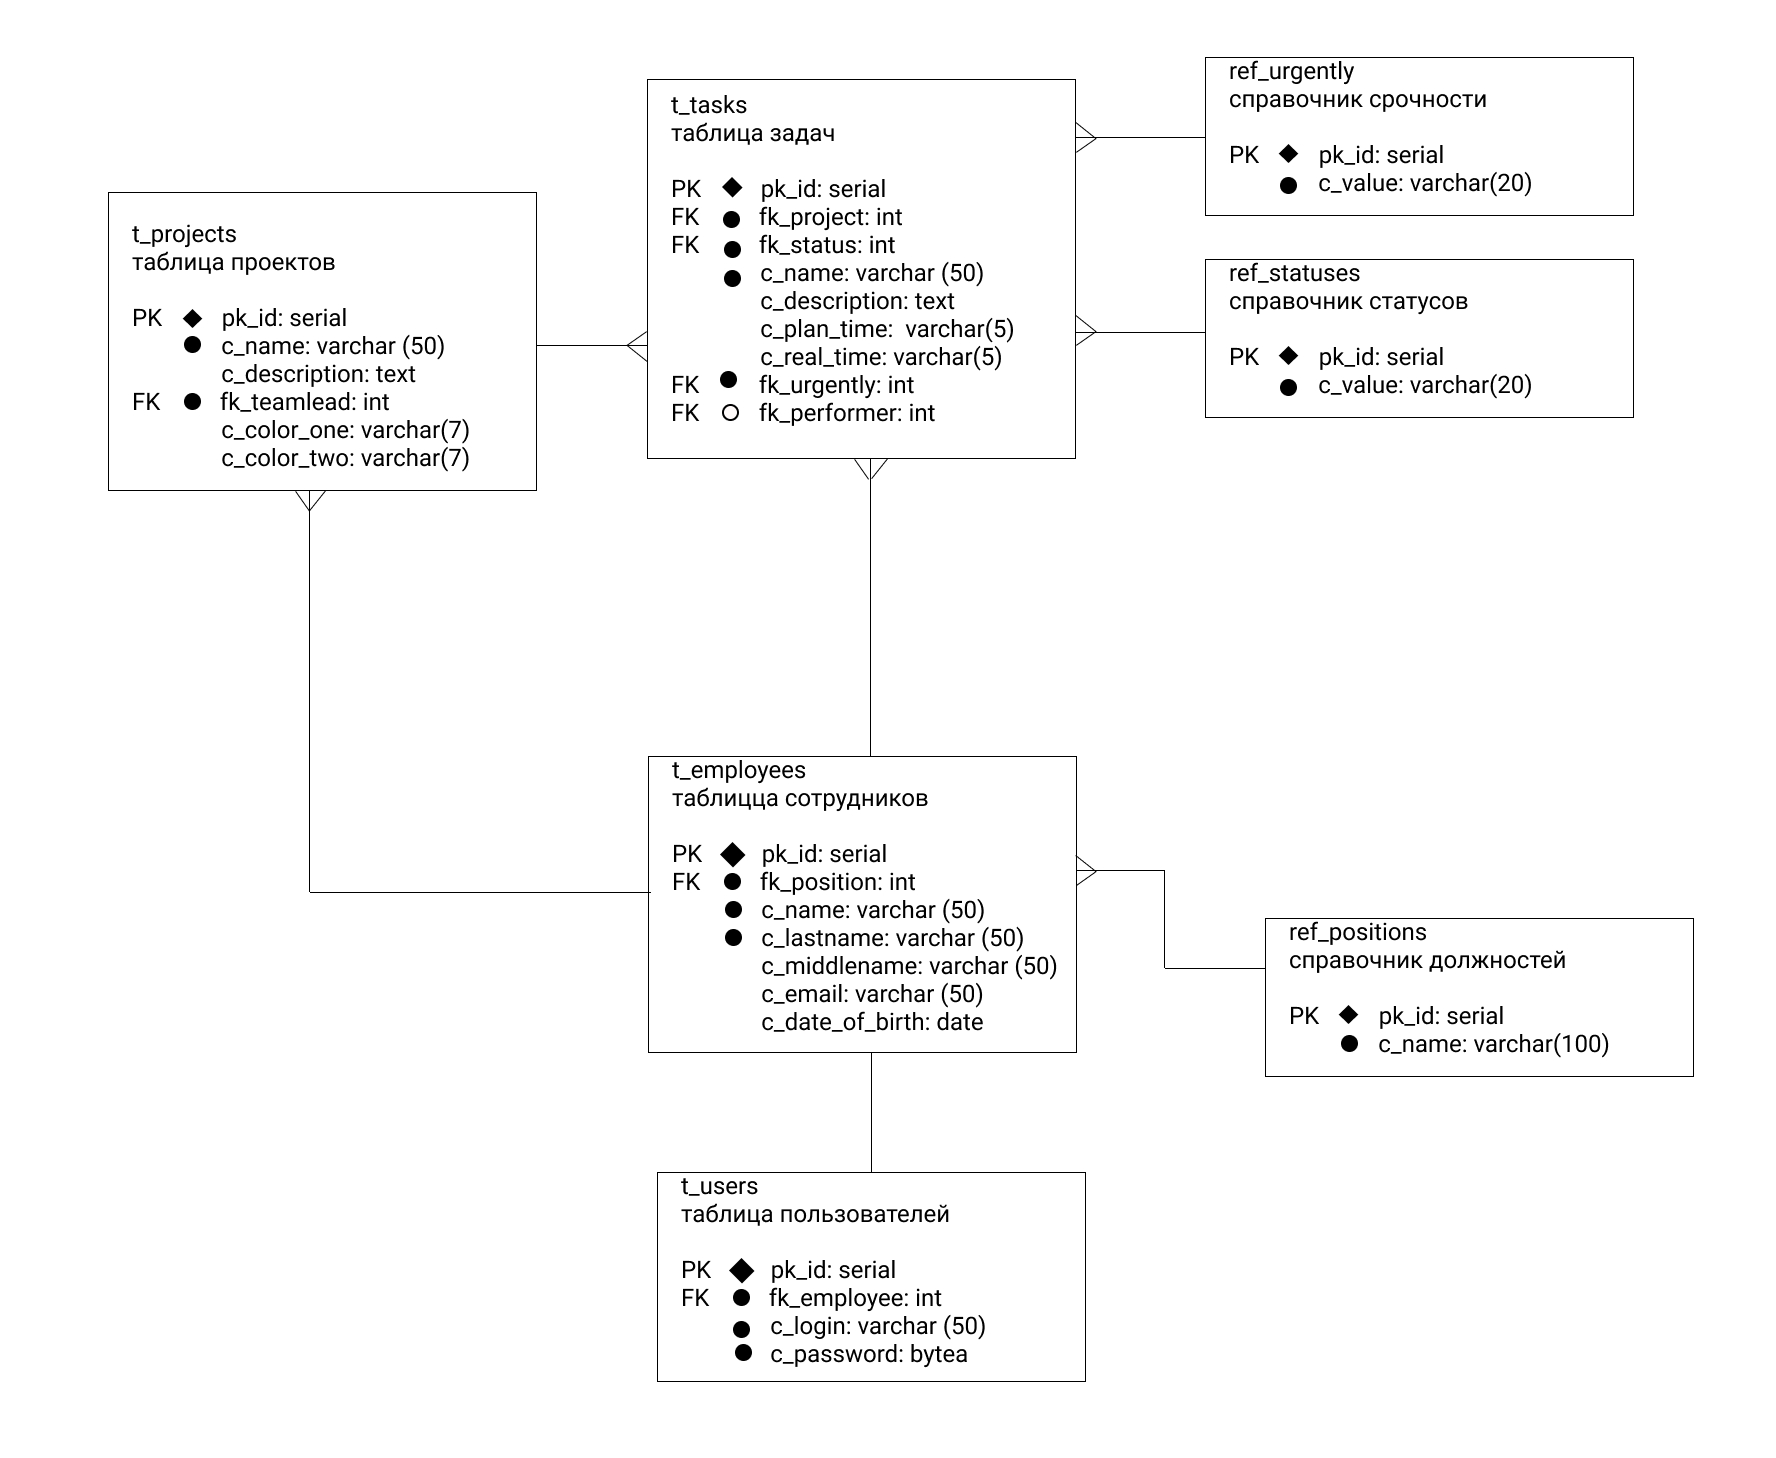 t_projects
таблица проектов
PK pk_id: serial
c_name: varchar (50)
c_description: text
FK fk_teamlead: int
c_color_one: varchar(7)
c_color_two: varchar(7)
t_tasks
таблица задач
PK pk_id: serial
FK fk_project: int
FK fk_status: int
c_name: varchar (50)
c_description: text
c_plan_time:  varchar(5)
c_real_time: varchar(5)
FK fk_urgently: int
FK fk_performer: int
ref_urgently
справочник срочности
PK pk_id: serial
c_value: varchar(20)
ref_statuses
справочник статусов
PK pk_id: serial
c_value: varchar(20)
t_employees
таблицца сотрудников
PK pk_id: serial
FK fk_position: int
c_name: varchar (50)
c_lastname: varchar (50)
c_middlename: varchar (50)
c_email: varchar (50)
c_date_of_birth: date
ref_positions
справочник должностей
PK pk_id: serial
c_name: varchar(100)
t_users
таблица пользователей
PK pk_id: serial
FK fk_employee: int
c_login: varchar (50)
c_password: bytea